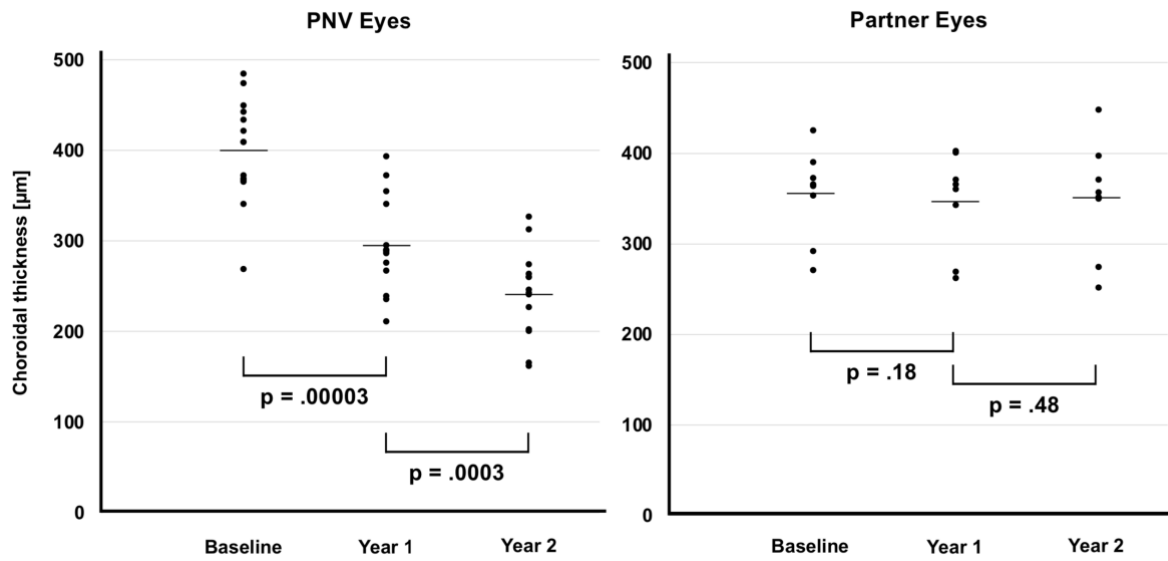 PNV Eyes
Choroidal thickness [µm]
500
400
300
200
100
0
p = .00003
p = .0003
Baseline Year 1 Year 2
Partner Eyes
500
400
300
200
100
0
p = .18
p = .48
Baseline Year 1 Year 2